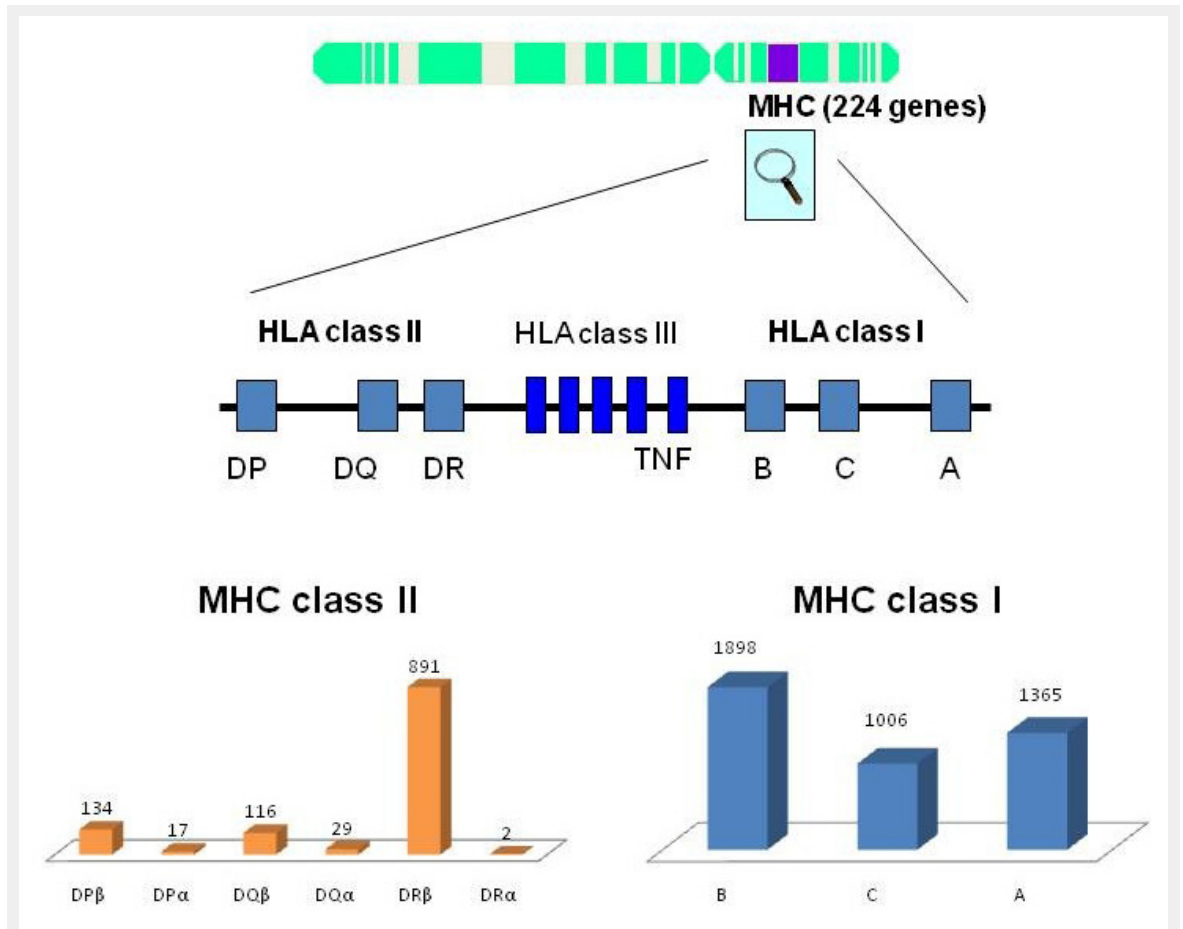 MHC (224 genes)
HLA class II HLA class III HLA class I
DP DQ DR TNF B C A
MHC class II
134 17 116 29 891 2
DPβ DPα DQβ DQα DRβ DRα
MHC class I
1898 1006 1365
B C A